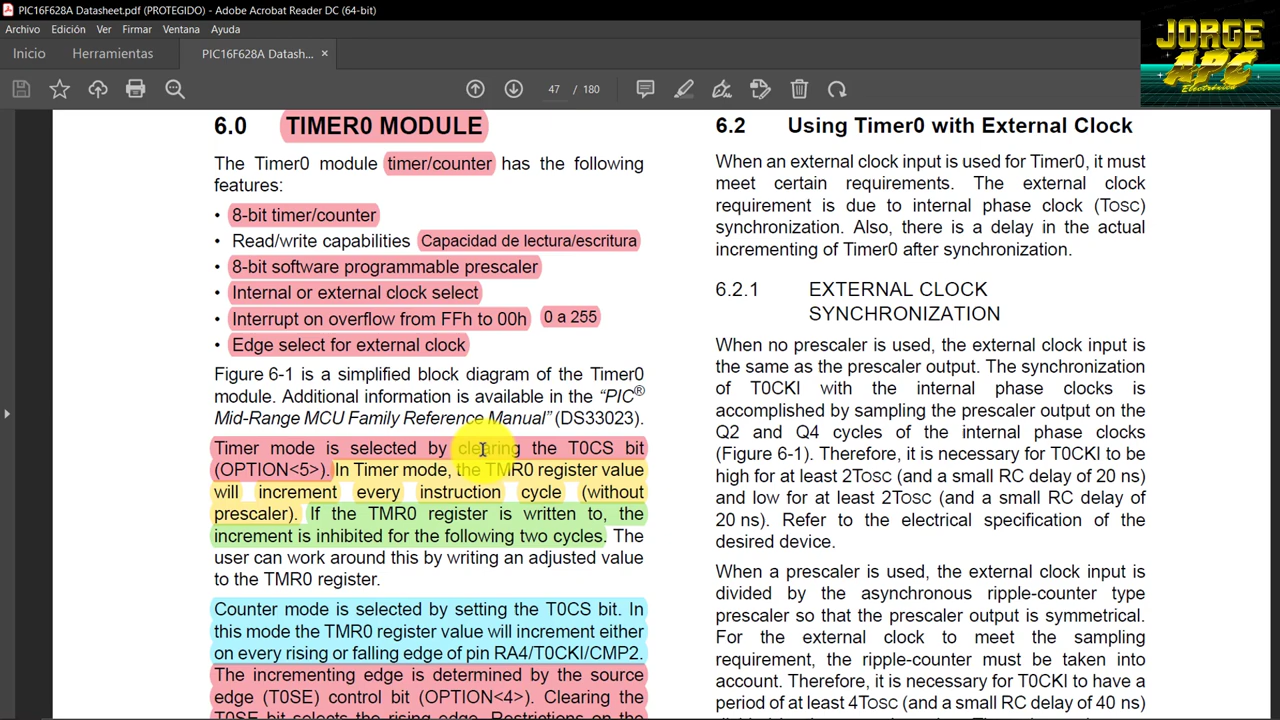 PIC16F628A Datasheet.pdf (PROTEGIDO) - Adobe Acrobat Reader DC (64-bit)
Archivo Edición Ver Firmar Ventana Ayuda
Inicio Herramientas PIC16F628A Datash... ×
47 / 180
JORGE
APC
Electrónica
6.0 TIMER0 MODULE
The Timer0 module timer/counter has the following
features:
• 8-bit timer/counter
• Read/write capabilities Capacidad de lectura/escritura
• 8-bit software programmable prescaler
• Internal or external clock select
• Interrupt on overflow from FFh to 00h 0 a 255
• Edge select for external clock
Figure 6-1 is a simplified block diagram of the Timer0
module. Additional information is available in the “PIC®
Mid-Range MCU Family Reference Manual” (DS33023).
Timer mode is selected by clearing the T0CS bit
(OPTION<5>). In Timer mode, the TMR0 register value
will increment every instruction cycle (without
prescaler). If the TMR0 register is written to, the
increment is inhibited for the following two cycles. The
user can work around this by writing an adjusted value
to the TMR0 register.
Counter mode is selected by setting the T0CS bit. In
this mode the TMR0 register value will increment either
on every rising or falling edge of pin RA4/T0CKI/CMP2.
The incrementing edge is determined by the source
edge (T0SE) control bit (OPTION<4>). Clearing the
T0SE bit selects the rising edge. Restrictions on the
6.2 Using Timer0 with External Clock
When an external clock input is used for Timer0, it must
meet certain requirements. The external clock
requirement is due to internal phase clock (TOSC)
synchronization. Also, there is a delay in the actual
incrementing of Timer0 after synchronization.
6.2.1 EXTERNAL CLOCK
SYNCHRONIZATION
When no prescaler is used, the external clock input is
the same as the prescaler output. The synchronization
of T0CKI with the internal phase clocks is
accomplished by sampling the prescaler output on the
Q2 and Q4 cycles of the internal phase clocks
(Figure 6-1). Therefore, it is necessary for T0CKI to be
high for at least 2TOSC (and a small RC delay of 20 ns)
and low for at least 2TOSC (and a small RC delay of
20 ns). Refer to the electrical specification of the
desired device.
When a prescaler is used, the external clock input is
divided by the asynchronous ripple-counter type
prescaler so that the prescaler output is symmetrical.
For the external clock to meet the sampling
requirement, the ripple-counter must be taken into
account. Therefore, it is necessary for T0CKI to have a
period of at least 4TOSC (and a small RC delay of 40 ns)